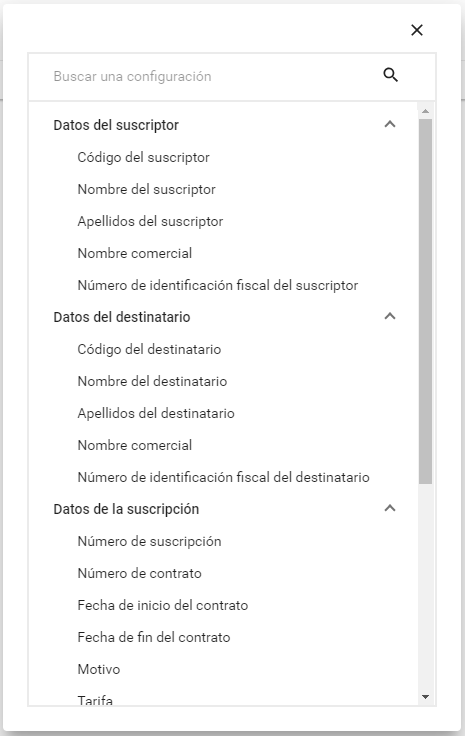 Buscar una configuración
Datos del suscriptor
Código del suscriptor
Nombre del suscriptor
Apellidos del suscriptor
Nombre comercial
Número de identificación fiscal del suscriptor
Datos del destinatario
Código del destinatario
Nombre del destinatario
Apellidos del destinatario
Nombre comercial
Número de identificación fiscal del destinatario
Datos de la suscripción
Número de suscripción
Número de contrato
Fecha de inicio del contrato
Fecha de fin del contrato
Motivo
Tarifa